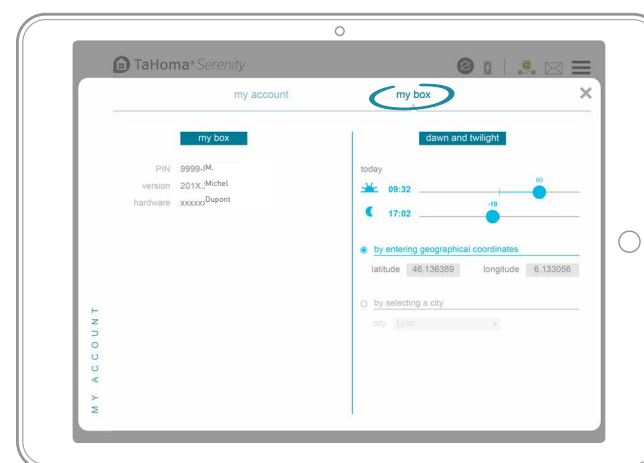 TaHoma® Serenity
my account
my box
my box
PIN 9999-
M.
version 201X.
Michel
hardware xxxxxx
Dupont
MY ACCOUNT
dawn and twilight
today
60
09:32
-10
17:02
by entering geographical coordinates
latitude 46.136389 longitude 6.133056
by selecting a city
city Lyon